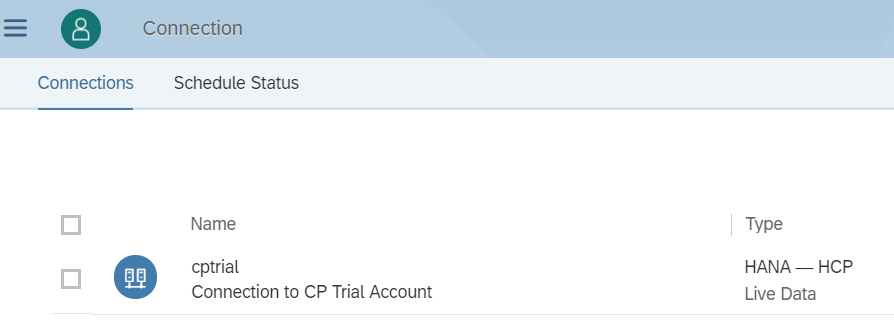 Connection
Connections Schedule Status
Name Type
cptrial HANA — HCP
Connection to CP Trial Account Live Data